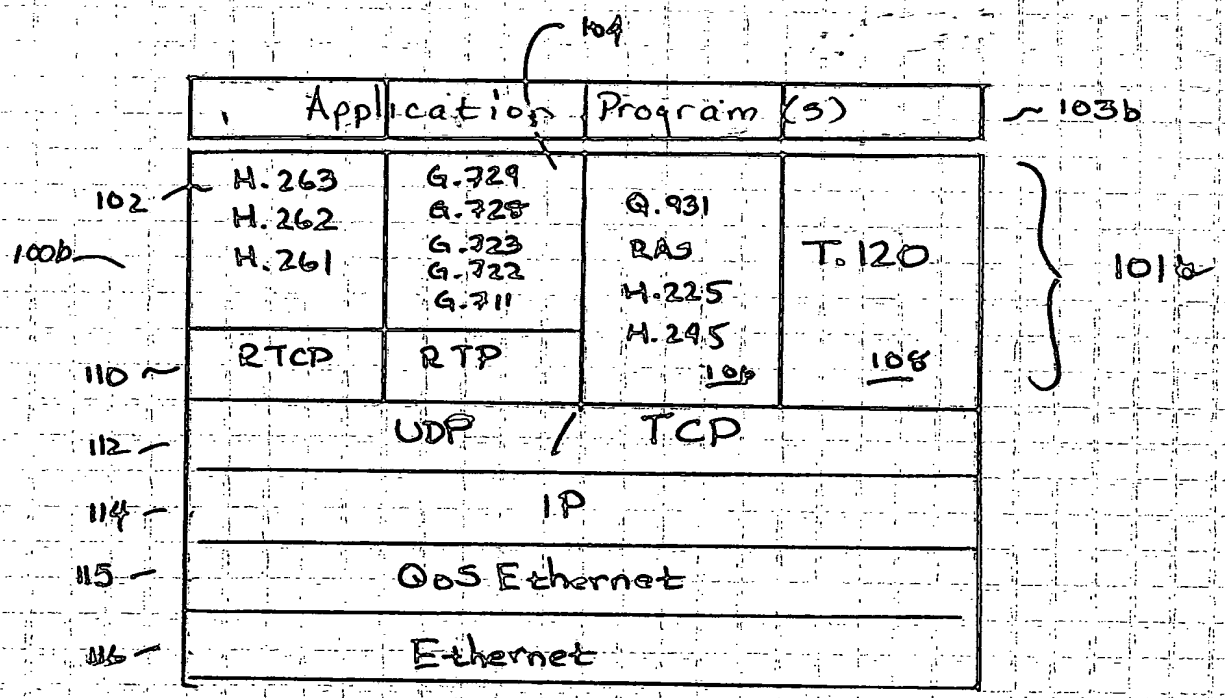 104
Application Program (s)
103b
102
H.263
H.262
H.261
G.729
G.728
G.723
G.722
G.711
Q.931
RAS
H.225
H.245
106
T.120
108
100b
101b
110
RTCP
RTP
112
UDP / TCP
114
IP
115
QoS Ethernet
116
Ethernet